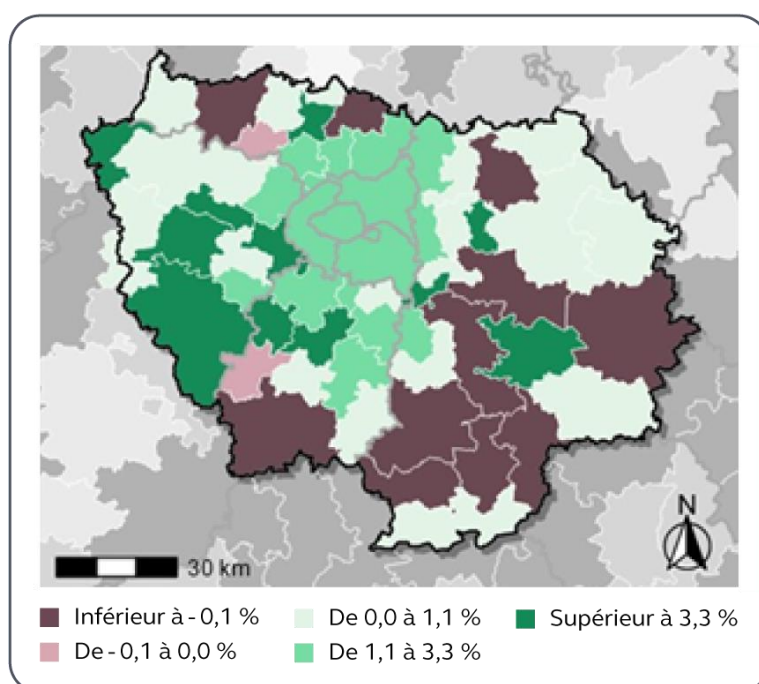 N
30 km
Inférieur à - 0,1 % De 0,0 à 1,1 % Supérieur à 3,3 %
De - 0,1 à 0,0 % De 1,1 à 3,3 %